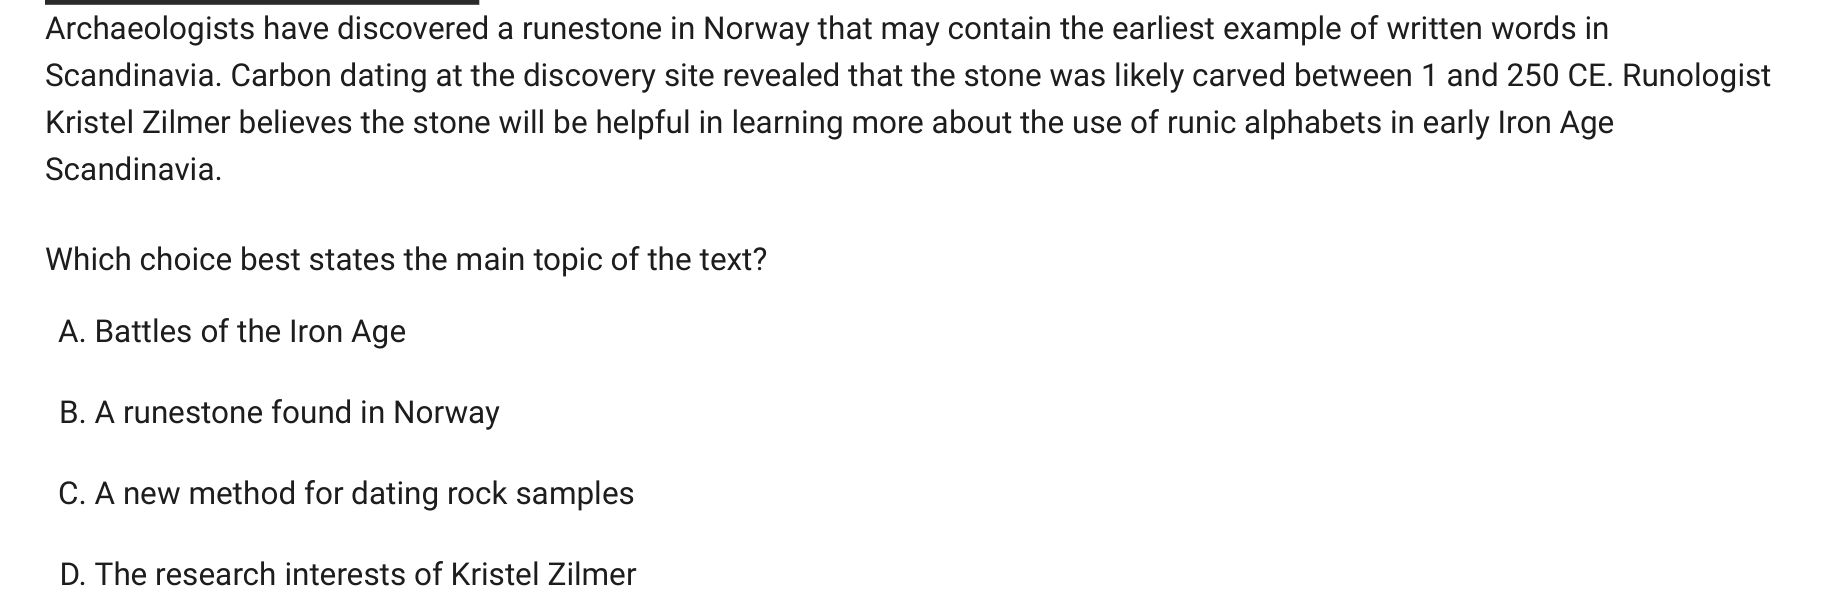 Archaeologists have discovered a runestone in Norway that may contain the earliest example of written words in
Scandinavia. Carbon dating at the discovery site revealed that the stone was likely carved between 1 and 250 CE. Runologist
Kristel Zilmer believes the stone will be helpful in learning more about the use of runic alphabets in early Iron Age
Scandinavia.
Which choice best states the main topic of the text?
A. Battles of the Iron Age
B. A runestone found in Norway
C. A new method for dating rock samples
D. The research interests of Kristel Zilmer